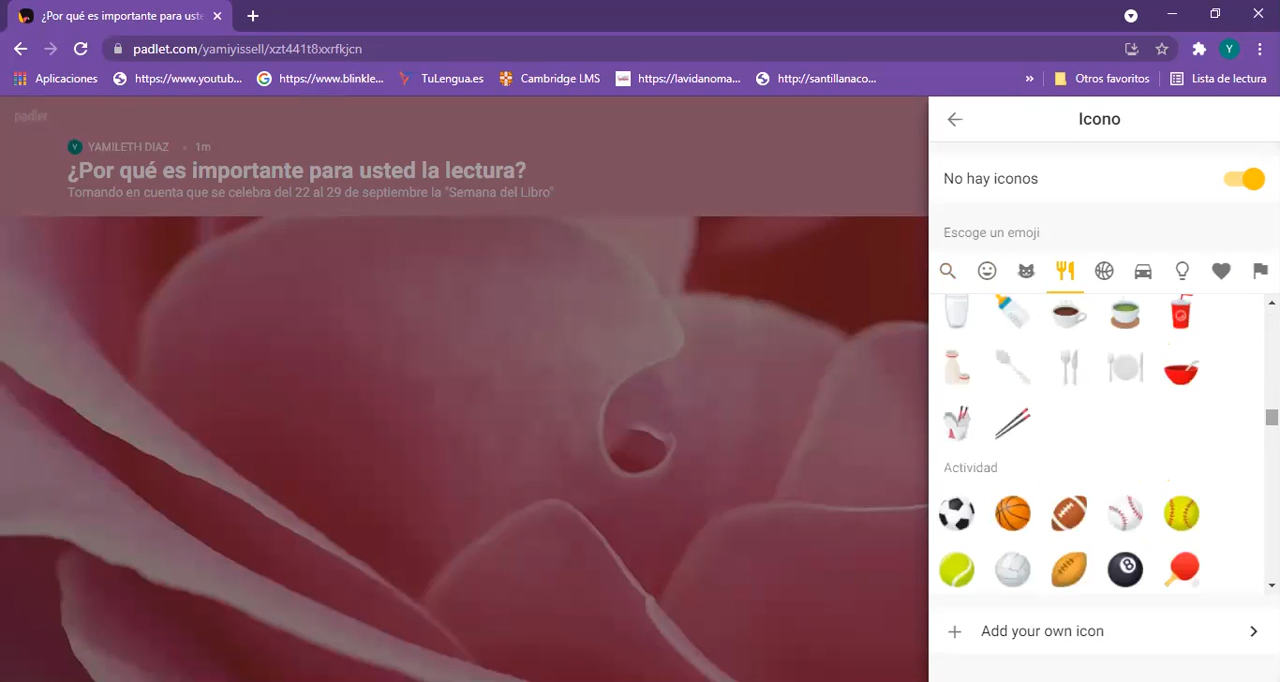 ¿Por qué es importante para uste
padlet.com/yamiyissell/xzt441t8xxrfkjcn
Y
Aplicaciones
https://www.youtub...
https://www.blinkle...
TuLengua.es
Cambridge LMS
https://lavidanoma...
http://santillanaco...
»
Otros favoritos
Lista de lectura
padlet
Y YAMILETH DIAZ • 1m
¿Por qué es importante para usted la lectura?
Tomando en cuenta que se celebra del 22 al 29 de septiembre la "Semana del Libro"
Icono
No hay iconos
Escoge un emoji
Actividad
8
Add your own icon